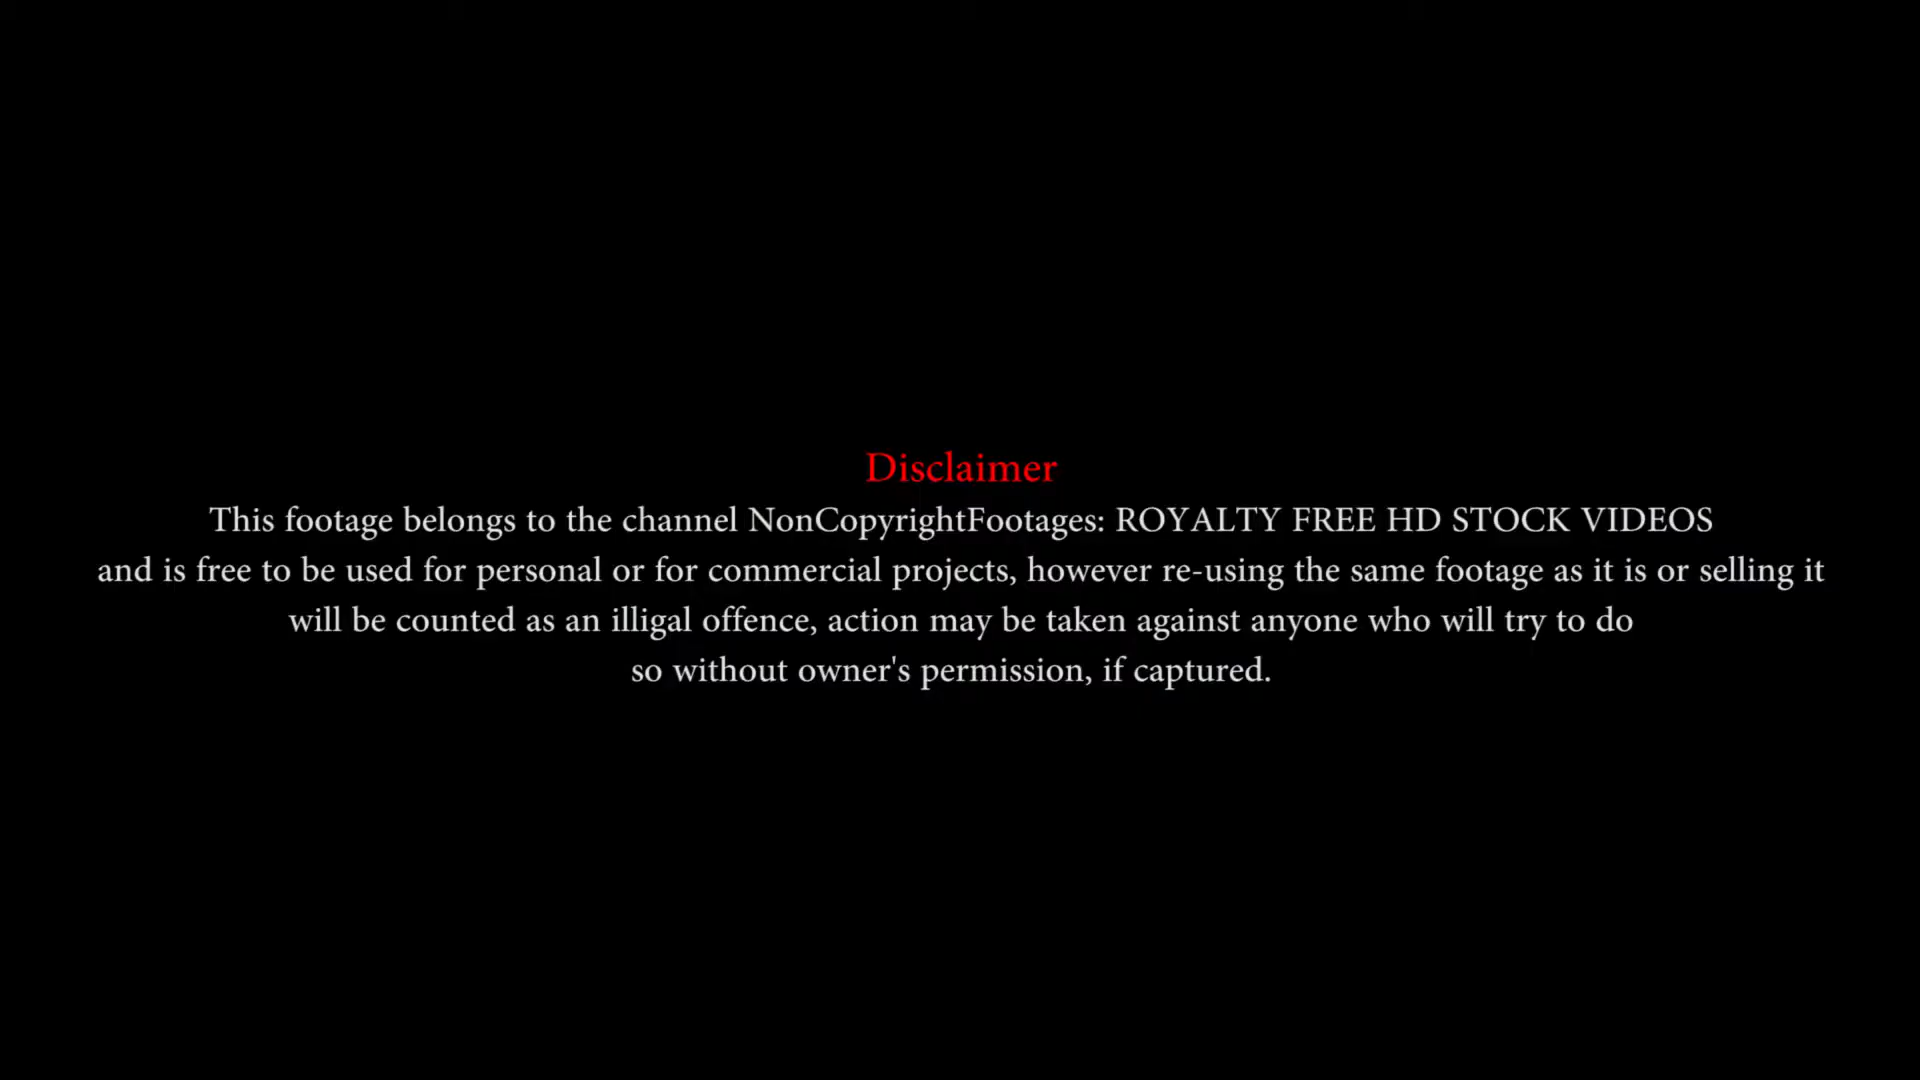 Disclaimer
This footage belongs to the channel NonCopyrightFootages: ROYALTY FREE HD STOCK VIDEOS
and is free to be used for personal or for commercial projects, however re-using the same footage as it is or selling it
will be counted as an illigal offence, action may be taken against anyone who will try to do
so without owner's permission, if captured.